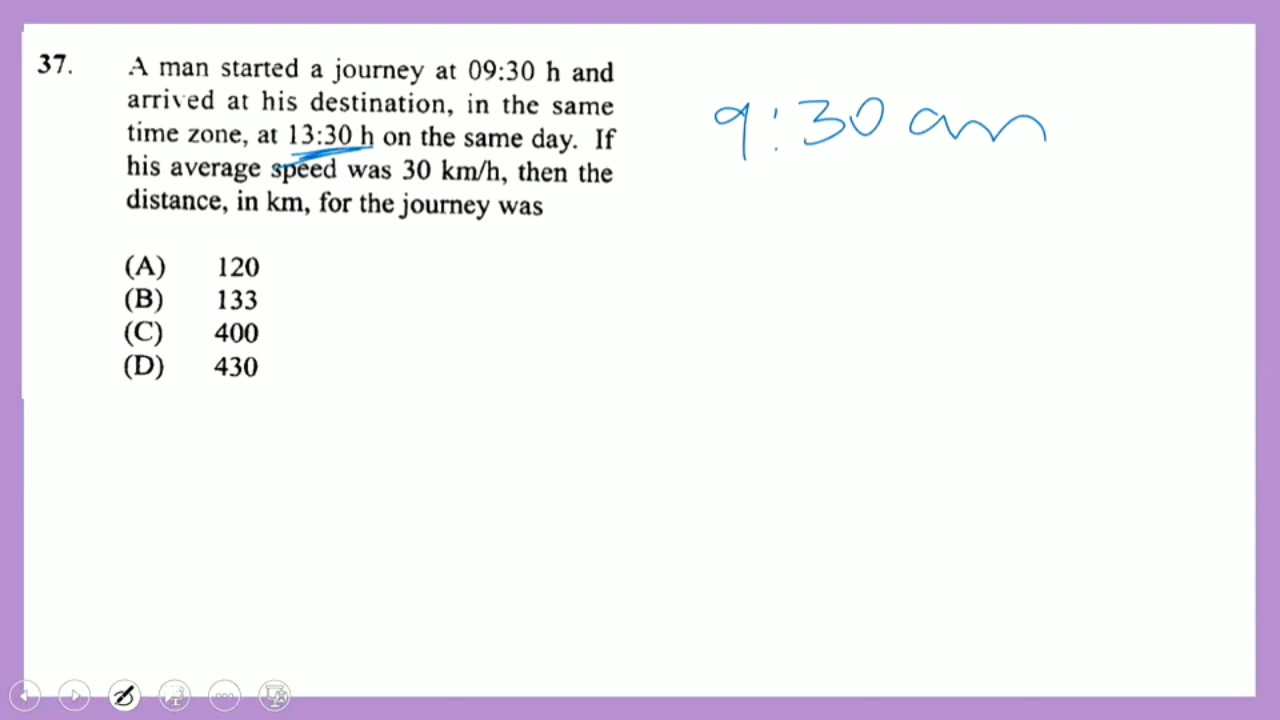 37. A man started a journey at 09:30 h and
arrived at his destination, in the same
time zone, at 13:30 h on the same day. If
his average speed was 30 km/h, then the
distance, in km, for the journey was
(A) 120
(B) 133
(C) 400
(D) 430
9:30 am